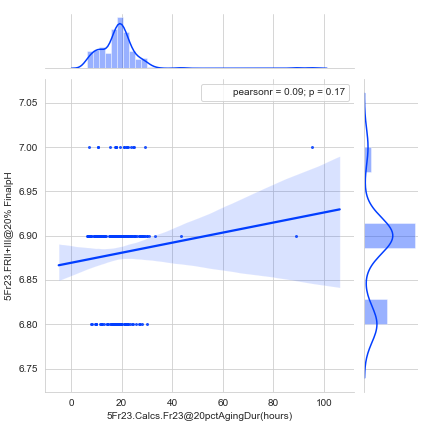 pearsonr = 0.09; p = 0.17
7.05
7.00
6.95
6.90
6.85
6.80
6.75
5Fr23.FRII+III@20% FinalpH
0 20 40 60 80 100
5Fr23.Calcs.Fr23@20pctAgingDur(hours)